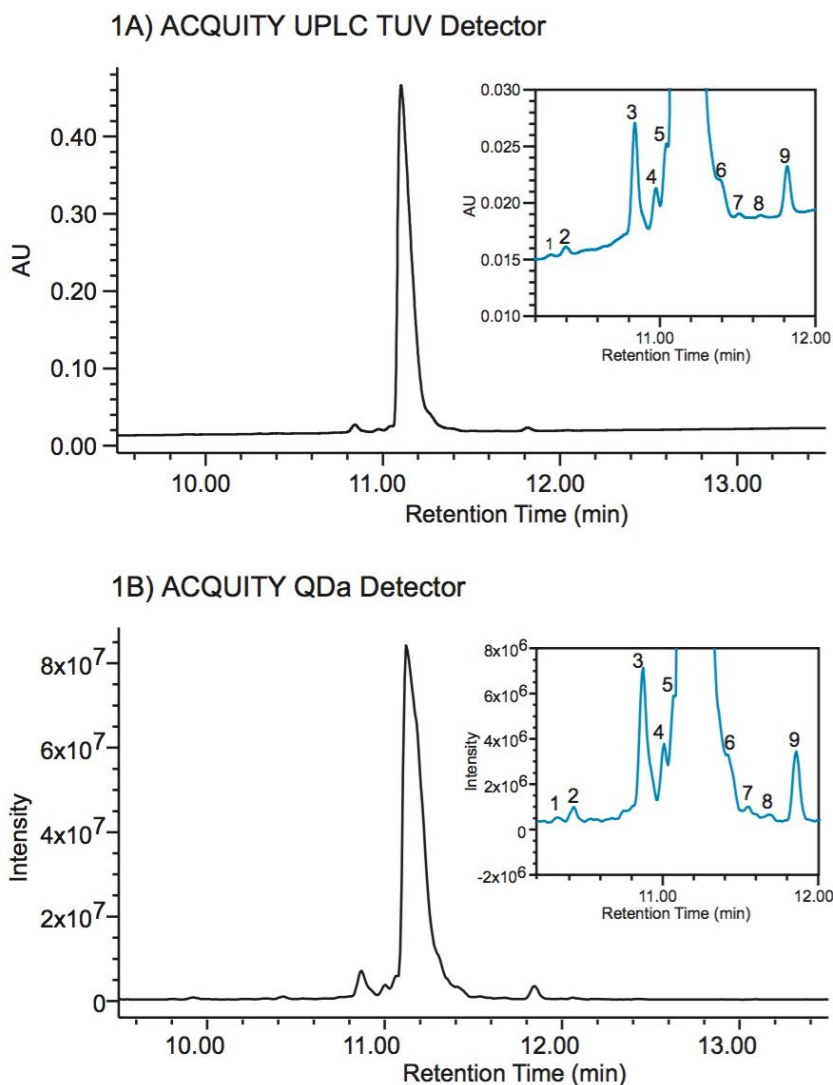 1A) ACQUITY UPLC TUV Detector
AU
0.40
0.30
0.20
0.10
0.00
10.00 11.00 12.00 13.00
Retention Time (min)
AU
0.030
0.025
0.020
0.015
0.010
1 2 3 4 5 6 7 8 9
11.00 12.00
Retention Time (min)
1B) ACQUITY QDa Detector
Intensity
8x10⁷
6x10⁷
4x10⁷
2x10⁷
0
10.00 11.00 12.00 13.00
Retention Time (min)
Intensity
8x10⁶
6x10⁶
4x10⁶
2x10⁶
0
-2x10⁶
1 2 3 4 5 6 7 8 9
11.00 12.00
Retention Time (min)